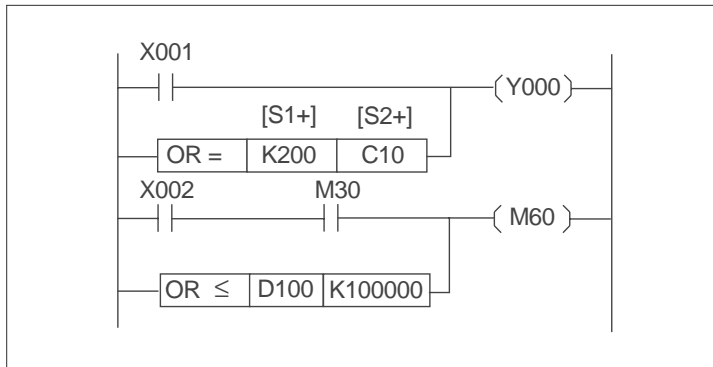 X001
Y000
[S1+] [S2+]
OR = K200 C10
X002 M30
M60
OR ≤ D100 K100000